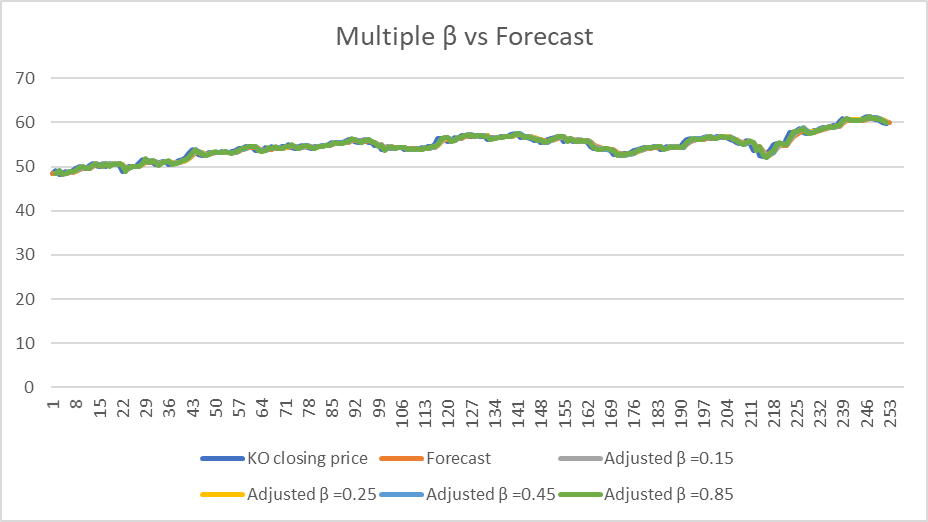 Multiple β vs Forecast
70
60
50
40
30
20
10
0
1 8 15 22 29 36 43 50 57 64 71 78 85 92 99 106 113 120 127 134 141 148 155 162 169 176 183 190 197 204 211 218 225 232 239 246 253
KO closing price Forecast Adjusted β =0.15
Adjusted β =0.25 Adjusted β =0.45 Adjusted β =0.85